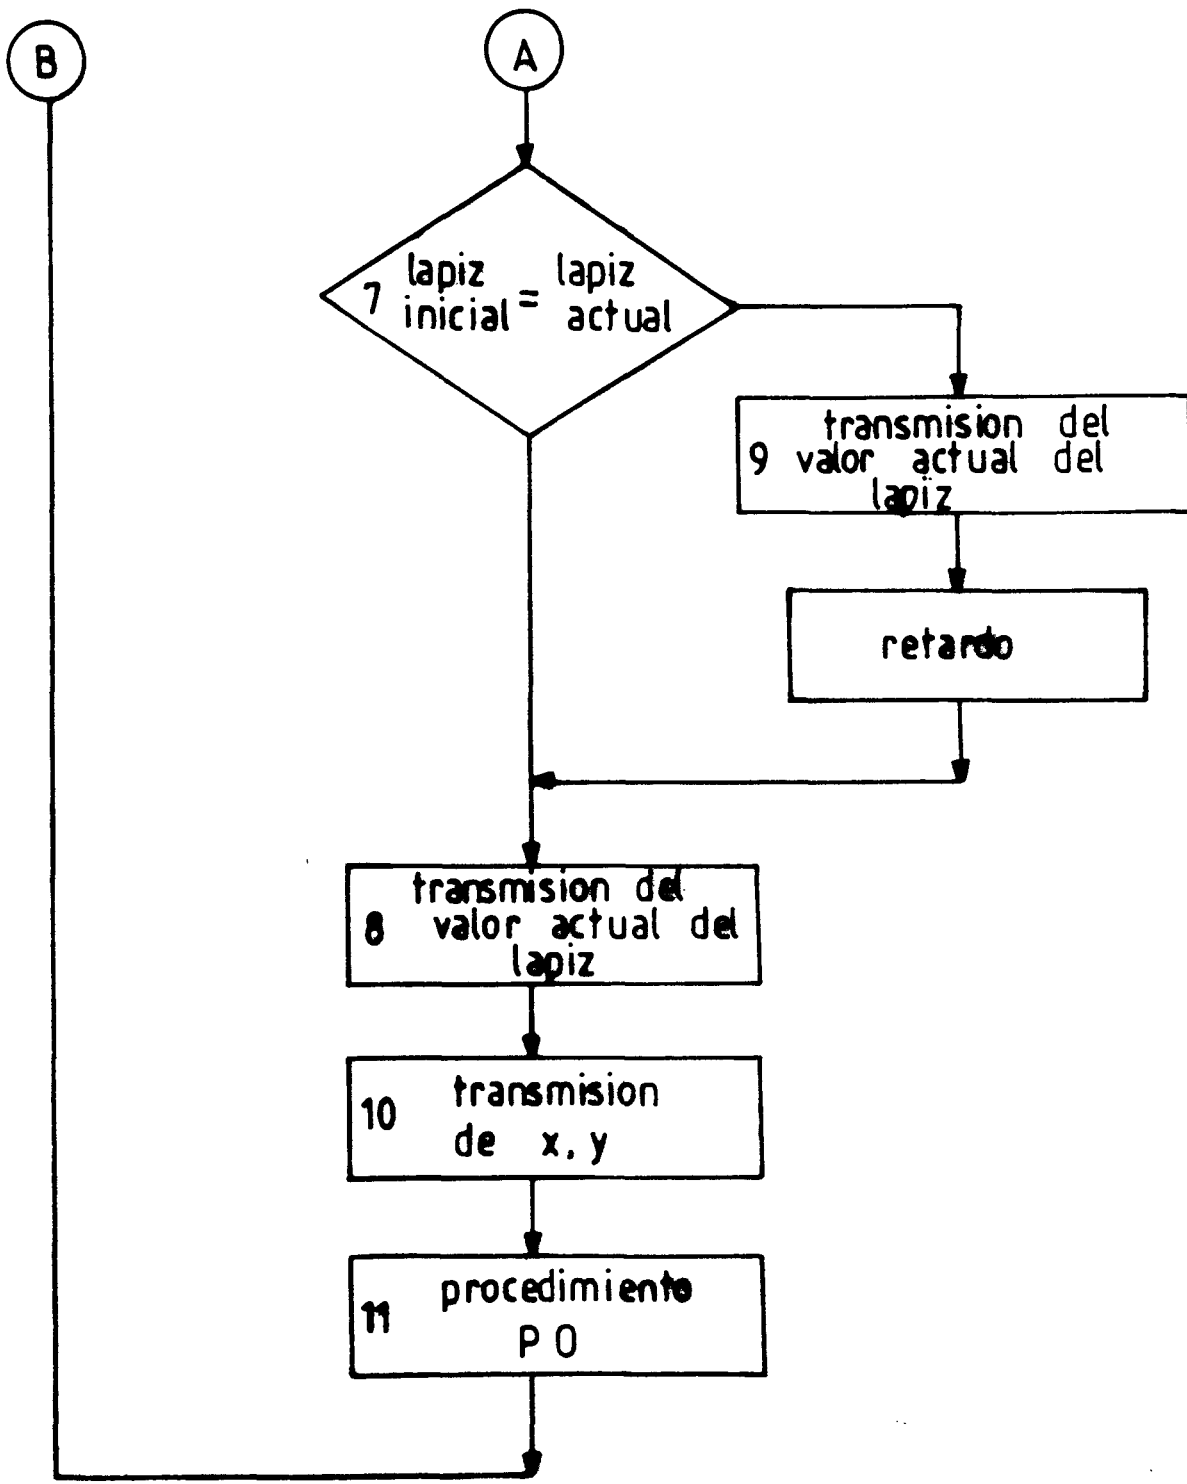 B
A
7 lapiz inicial = lapiz actual
transmision del
9 valor actual del
lapiz
retardo
transmision del
8 valor actual del
lapiz
10 transmision
de x, y
11 procedimiento
P O